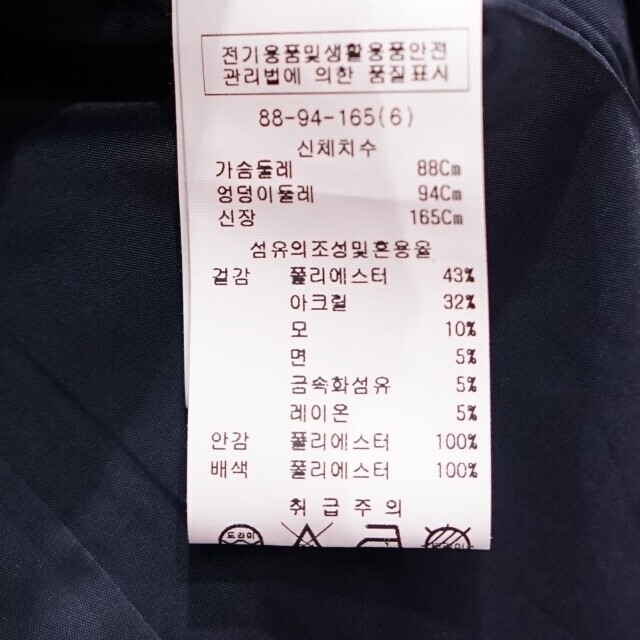 전기용품및생활용품안전
관리법에 의한 품질표시
88-94-165(6)
신체치수
가슴둘레 88Cm
엉덩이둘레 94Cm
신장 165Cm
섬유의조성및혼용율
겉감 폴리에스터 43%
아크릴 32%
모 10%
면 5%
금속화섬유 5%
레이온 5%
안감 폴리에스터 100%
배색 폴리에스터 100%
취급주의
드라이